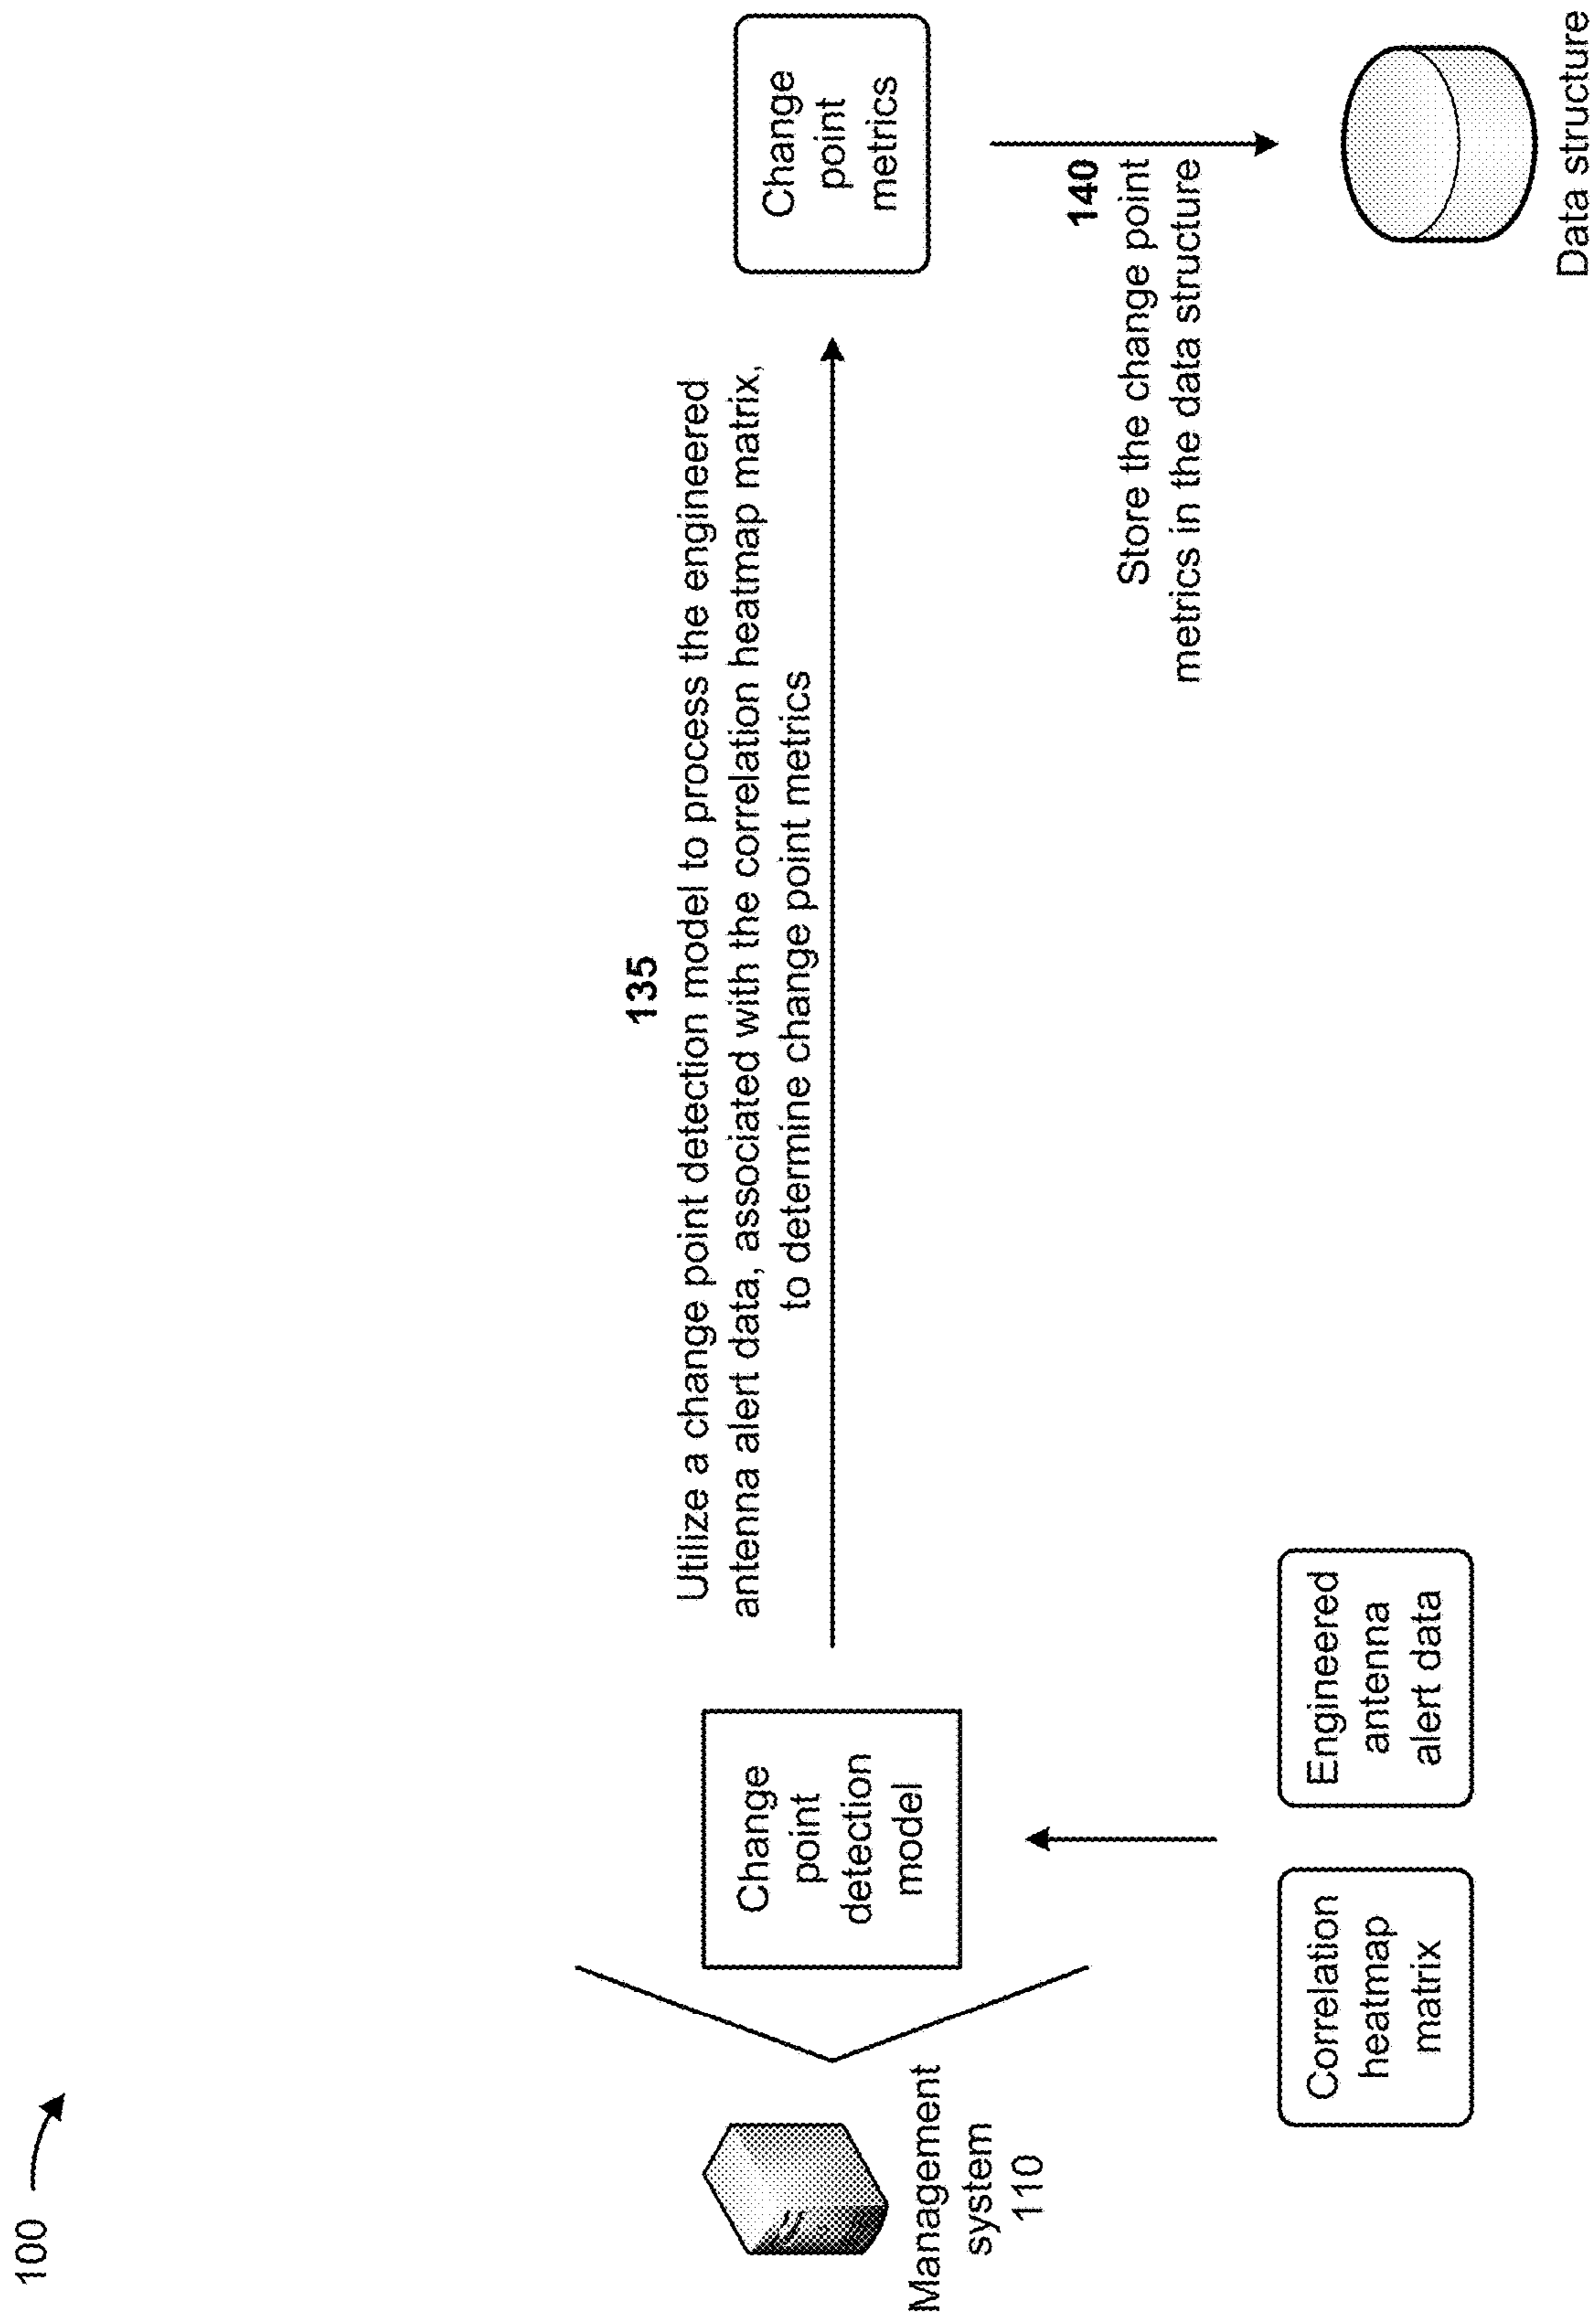 100
135
Utilize a change point detection model to process the engineered
antenna alert data, associated with the correlation heatmap matrix,
to determine change point metrics
Change
point
metrics
Change
point
detection
model
Management
system
110
140
Store the change point
metrics in the data structure
Correlation
heatmap
matrix
Engineered
antenna
alert data
Data structure